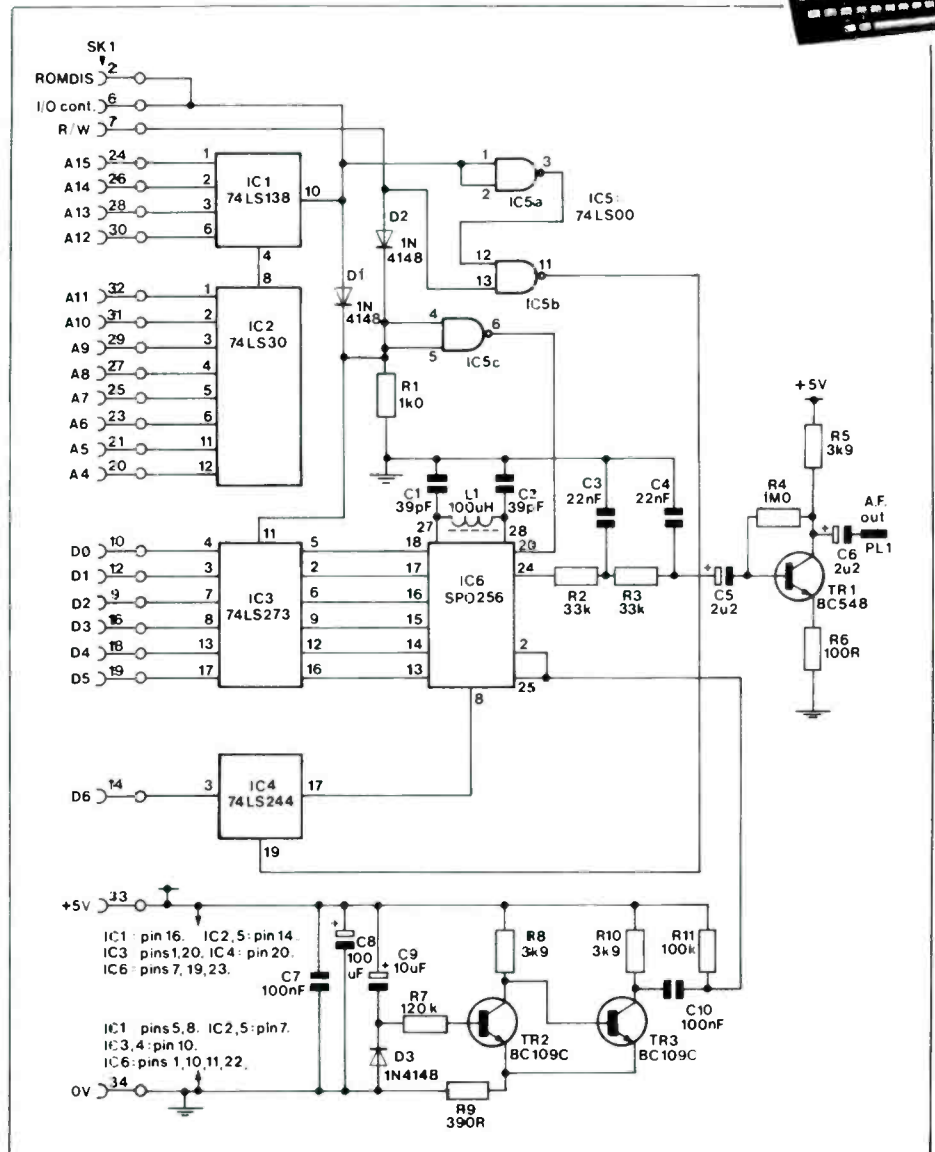 SK1
ROMDIS 2
I/O cont. 6
R/W 7
A15 24 1
A14 26 2
A13 28 3
A12 30 6
IC1
74LS138
10
4
8
A11 32 1
A10 31 2
A9 29 3
A8 27 4
A7 25 5
A6 23 6
A5 21 11
A4 20 12
IC2
74LS30
D1
1N
4148
D2
1N
4148
1
2
3
IC5a
IC5:
74LS00
12
13
11
IC5b
4
5
6
IC5c
R1
1k0
C1
39pF
L1
100uH
C2
39pF
C3
22nF
C4
22nF
27
28
11
D0 10 4 5 18
D1 12 3 2 17
D2 9 7 6 16
D3 16 8 9 15
D4 18 13 12 14
D5 19 17 16 13
IC3
74LS273
IC6
SPO256
20
24
2
25
8
R2
33k
R3
33k
C5
2u2
+
+5V
R5
3k9
R4
1M0
A.F.
out
PL1
+
C6
2u2
TR1
BC548
R6
100R
D6 14 3
IC4
74LS244
17
19
+5V 33
IC1 : pin 16. IC2,5: pin 14.
IC3 pins 1,20. IC4: pin 20.
IC6: pins 7, 19, 23.
IC1 pins 5,8. IC2,5: pin 7.
IC3,4: pin 10.
IC6: pins 1,10,11,22,
0V 34
C7
100nF
+
C8
100
uF
C9
10uF
+
R7
120k
D3
1N4148
R8
3k9
TR2
BC109C
R9
390R
R10
3k9
R11
100k
C10
100nF
TR3
BC109C